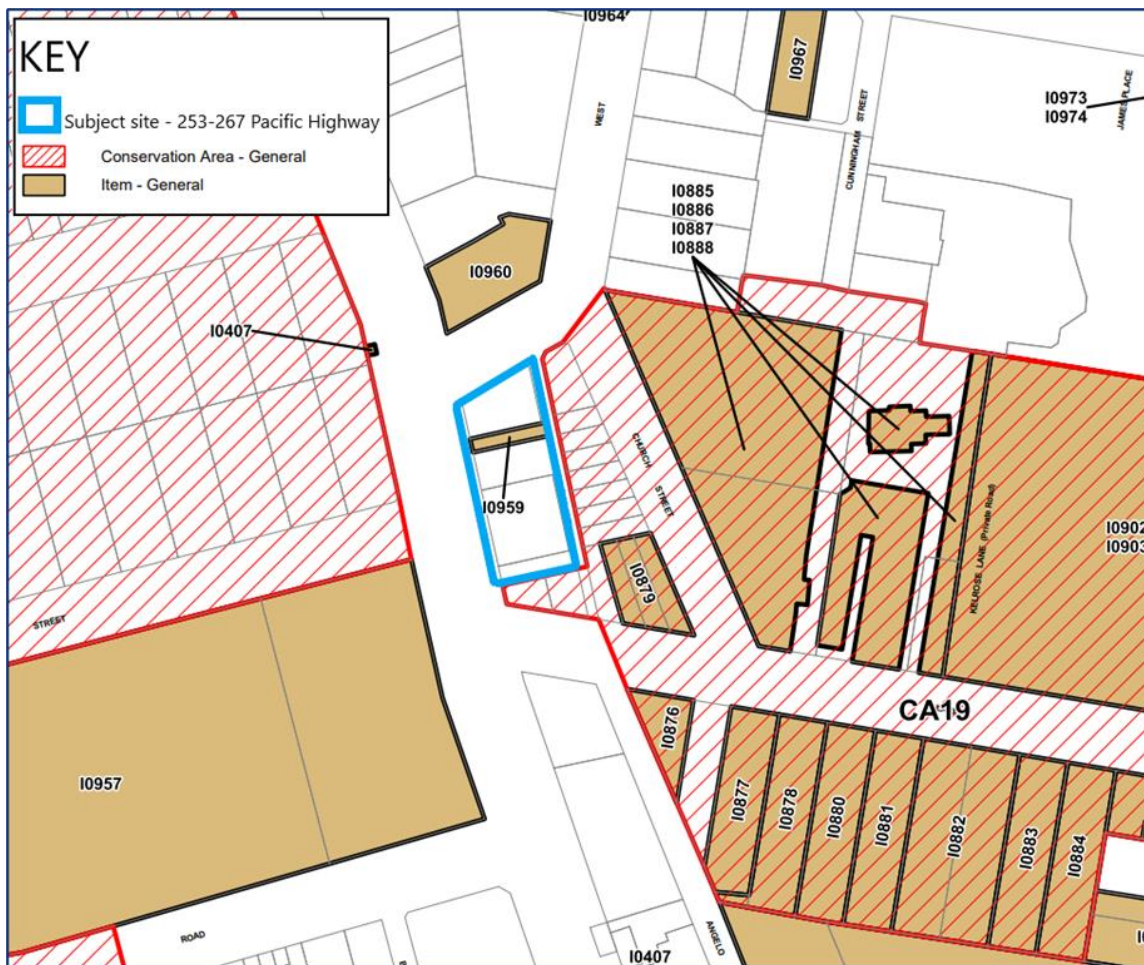 I0964
KEY
Subject site - 253-267 Pacific Highway
Conservation Area - General
Item - General
WEST
I0967
CUNNINGHAM STREET
I0973
I0974
JAMES PLACE
I0885
I0886
I0887
I0888
I0960
I0407
CHURCH STREET
I0959
I0879
KELROSE LANE (Private Road)
I0902
I0903
STREET
CA19
I0876
I0877
I0878
I0880
I0881
I0882
I0883
I0884
I0957
ROAD
ANGELO
I0407